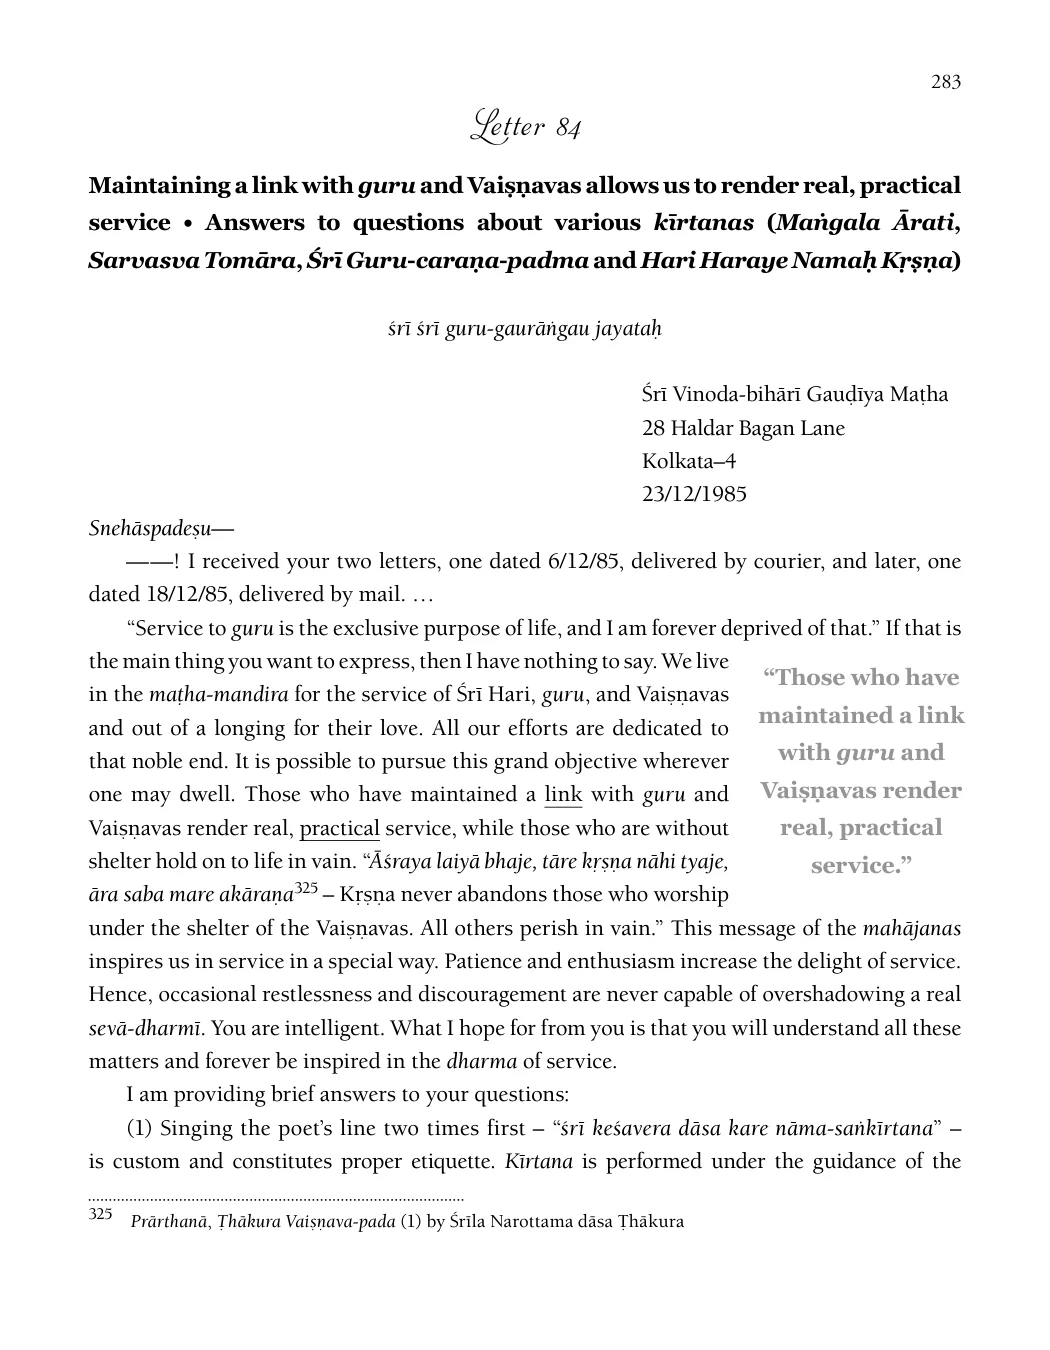 283
Letter 84
Maintaining a link with guru and Vaiṣṇavas allows us to render real, practical
service • Answers to questions about various kīrtanas (Maṅgala Ārati,
Sarvasva Tomāra, Śrī Guru-caraṇa-padma and Hari Haraye Namaḥ Kṛṣṇa)
śrī śrī guru-gaurāṅgau jayataḥ
Śrī Vinoda-bihārī Gauḍīya Maṭha
28 Haldar Bagan Lane
Kolkata–4
23/12/1985
Snehāspadeṣu—
——! I received your two letters, one dated 6/12/85, delivered by courier, and later, one
dated 18/12/85, delivered by mail. …
“Service to guru is the exclusive purpose of life, and I am forever deprived of that.” If that is
the main thing you want to express, then I have nothing to say. We live
in the maṭha-mandira for the service of Śrī Hari, guru, and Vaiṣṇavas
and out of a longing for their love. All our efforts are dedicated to
that noble end. It is possible to pursue this grand objective wherever
one may dwell. Those who have maintained a link with guru and
Vaiṣṇavas render real, practical service, while those who are without
shelter hold on to life in vain. “Āśraya laiyā bhaje, tāre kṛṣṇa nāhi tyaje,
āra saba mare akāraṇa325 – Kṛṣṇa never abandons those who worship
“Those who have
maintained a link
with guru and
Vaiṣṇavas render
real, practical
service.”
under the shelter of the Vaiṣṇavas. All others perish in vain.” This message of the mahājanas
inspires us in service in a special way. Patience and enthusiasm increase the delight of service.
Hence, occasional restlessness and discouragement are never capable of overshadowing a real
sevā-dharmī. You are intelligent. What I hope for from you is that you will understand all these
matters and forever be inspired in the dharma of service.
I am providing brief answers to your questions:
(1) Singing the poet’s line two times first – “śrī keśavera dāsa kare nāma-saṅkīrtana” –
is custom and constitutes proper etiquette. Kīrtana is performed under the guidance of the
325 Prārthanā, Ṭhākura Vaiṣṇava-pada (1) by Śrīla Narottama dāsa Ṭhākura